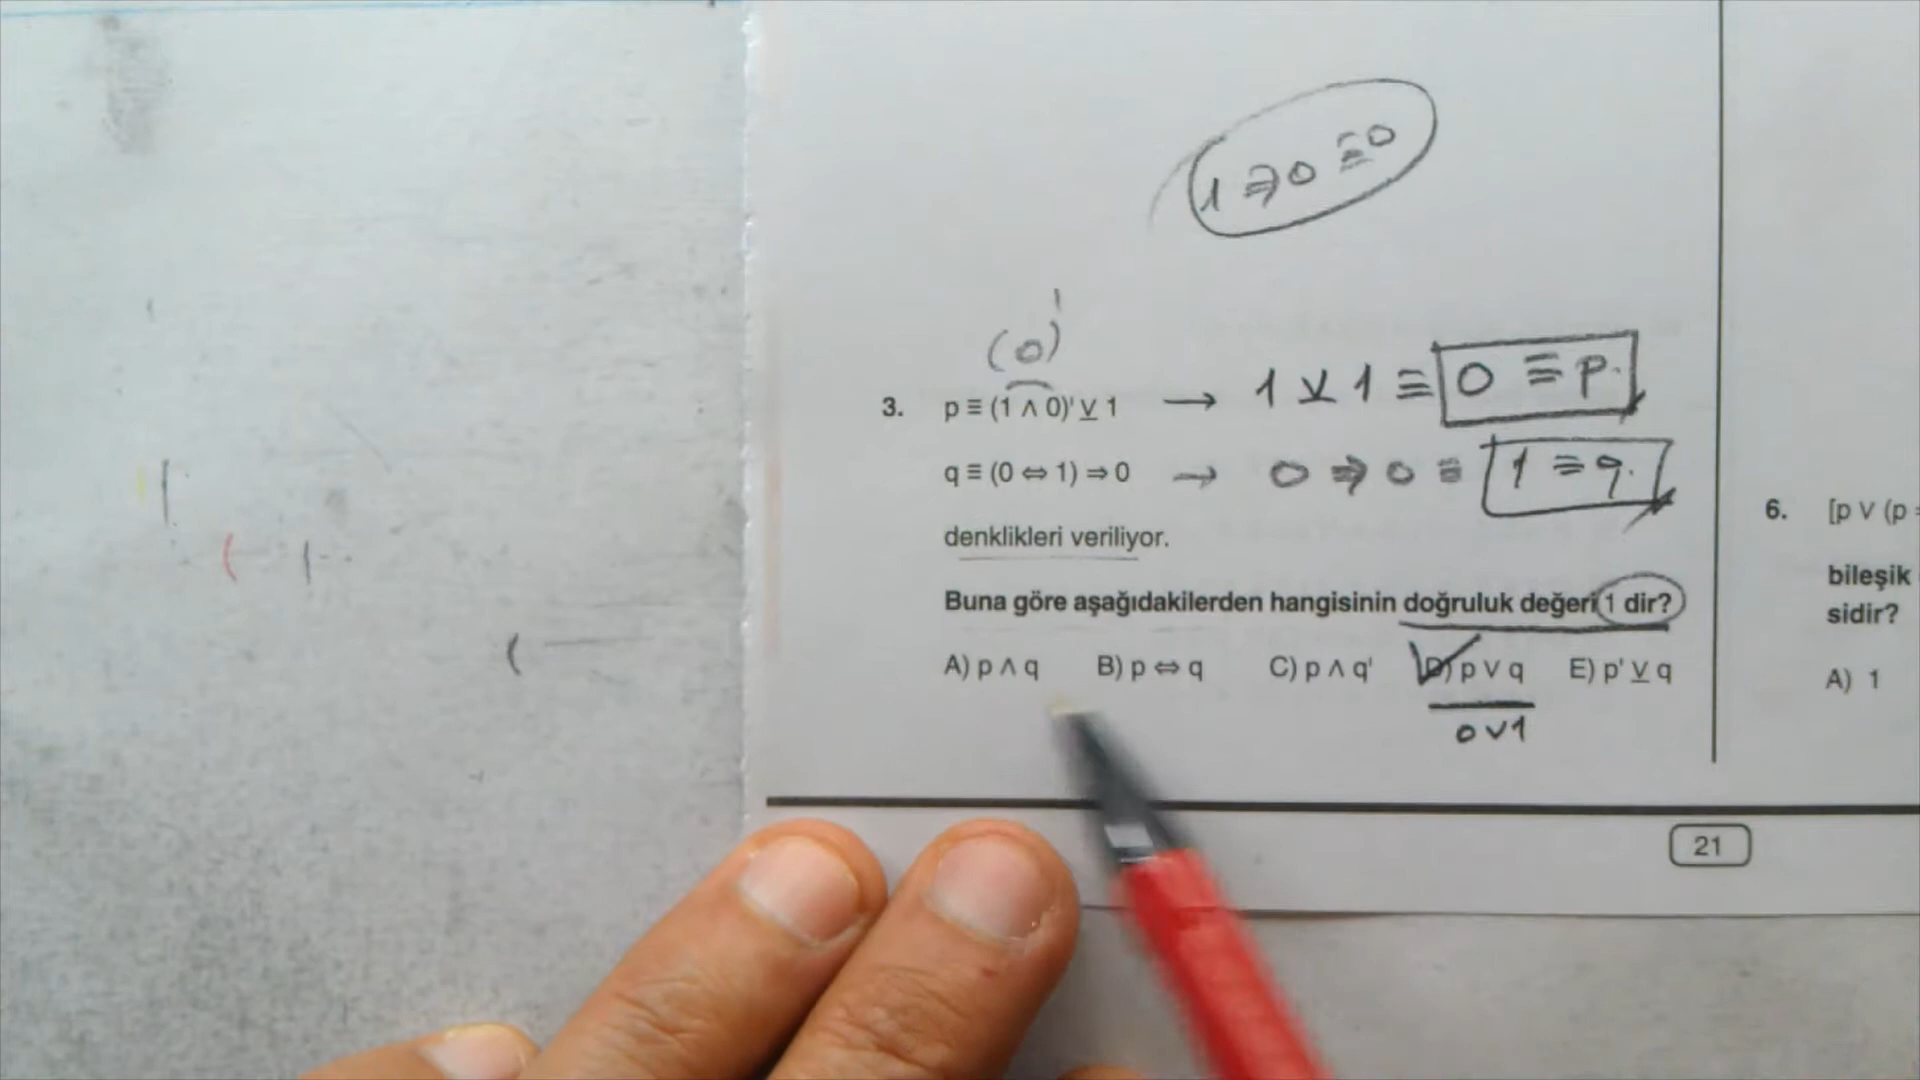 1 ⇒ 0 ≡ 0
(0)'
3. p ≡ (1 ∧ 0)' ⊻ 1 → 1 ⊻ 1 ≡ 0 ≡ p.
q ≡ (0 ⇔ 1) ⇒ 0 → 0 ⇒ 0 ≡ 1 ≡ q.
denklikleri veriliyor.
Buna göre aşağıdakilerden hangisinin doğruluk değeri 1 dir?
A) p ∧ q B) p ⇔ q C) p ∧ q' D) p ∨ q E) p' ⊻ q
0 ∨ 1
21
6. [p ∨ (p
bileşik
sidir?
A) 1